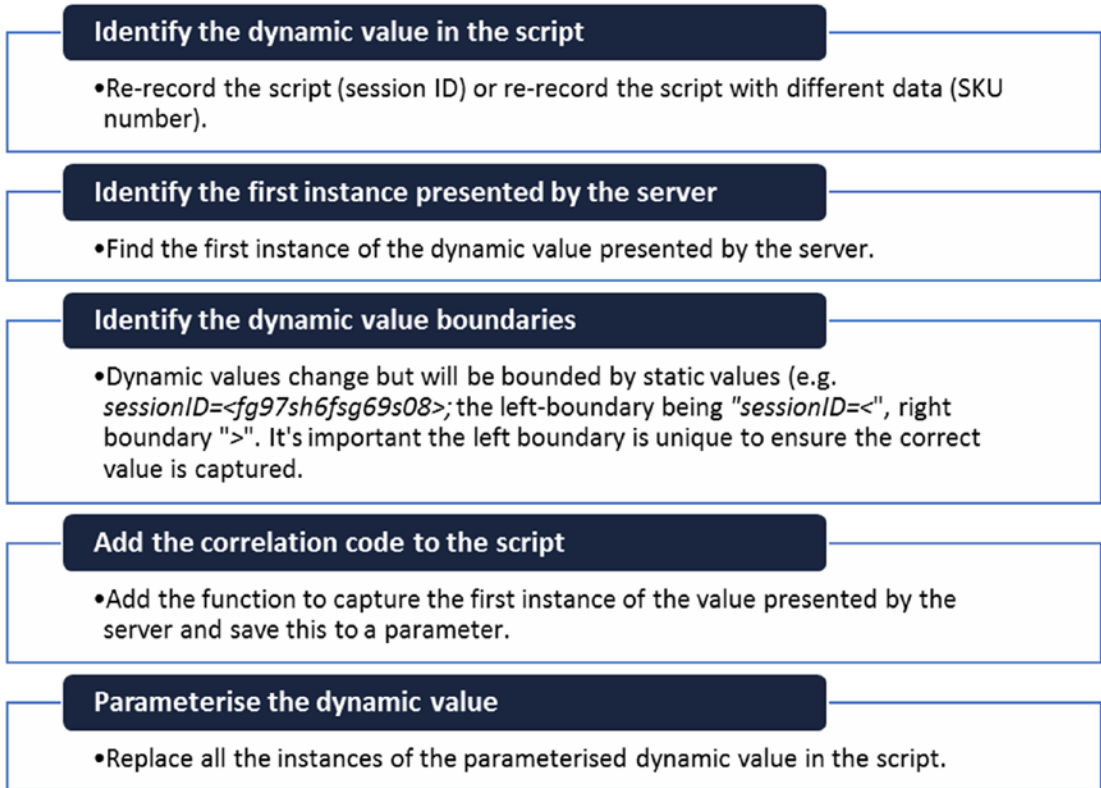 Identify the dynamic value in the script
•Re-record the script (session ID) or re-record the script with different data (SKU
number).
Identify the first instance presented by the server
•Find the first instance of the dynamic value presented by the server.
Identify the dynamic value boundaries
•Dynamic values change but will be bounded by static values (e.g.
sessionID=<fg97sh6fsg69s08>; the left-boundary being "sessionID=<", right
boundary ">". It's important the left boundary is unique to ensure the correct
value is captured.
Add the correlation code to the script
•Add the function to capture the first instance of the value presented by the
server and save this to a parameter.
Parameterise the dynamic value
•Replace all the instances of the parameterised dynamic value in the script.